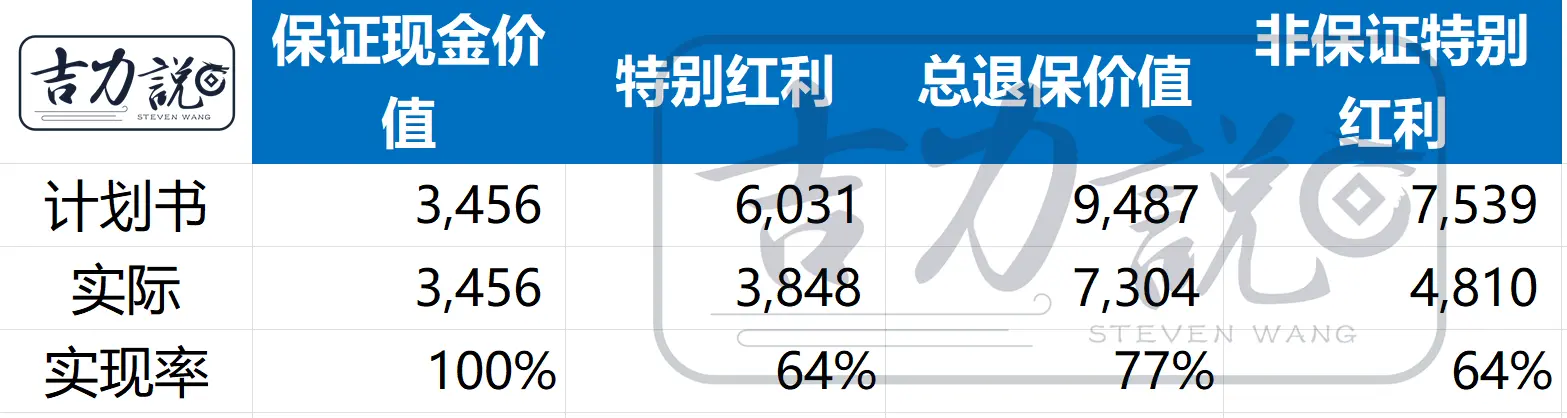 吉力說
STEVEN WANG
保证现金价
值
特别红利
总退保价值
非保证特别
红利
计划书 3,456 6,031 9,487 7,539
实际 3,456 3,848 7,304 4,810
实现率 100% 64% 77% 64%
吉力說
STEVEN WANG